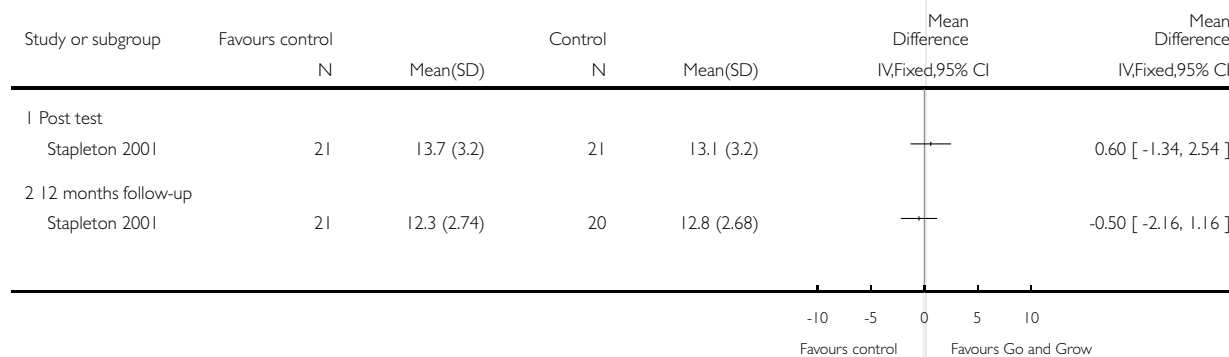 Study or subgroup Favours control Control Mean Difference Mean Difference
N Mean(SD) N Mean(SD) IV,Fixed,95% CI IV,Fixed,95% CI
1 Post test
Stapleton 2001 21 13.7 (3.2) 21 13.1 (3.2) 0.60 [ -1.34, 2.54 ]
2 12 months follow-up
Stapleton 2001 21 12.3 (2.74) 20 12.8 (2.68) -0.50 [ -2.16, 1.16 ]
-10 -5 0 5 10
Favours control Favours Go and Grow